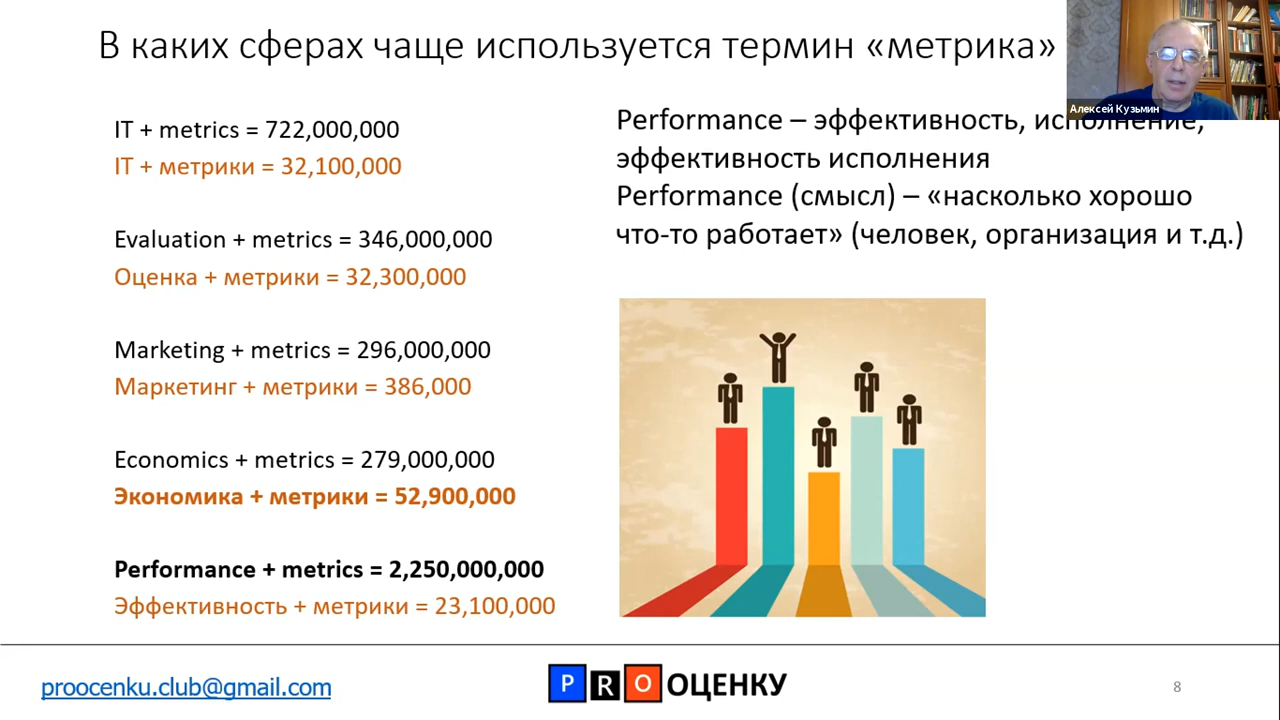 В каких сферах чаще используется термин «метрика»
Алексей Кузьмин
IT + metrics = 722,000,000
IT + метрики = 32,100,000
Evaluation + metrics = 346,000,000
Оценка + метрики = 32,300,000
Marketing + metrics = 296,000,000
Маркетинг + метрики = 386,000
Economics + metrics = 279,000,000
Экономика + метрики = 52,900,000
Performance + metrics = 2,250,000,000
Эффективность + метрики = 23,100,000
Performance – эффективность, исполнение,
эффективность исполнения
Performance (смысл) – «насколько хорошо
что-то работает» (человек, организация и т.д.)
proocenku.club@gmail.com
PRO ОЦЕНКУ
8